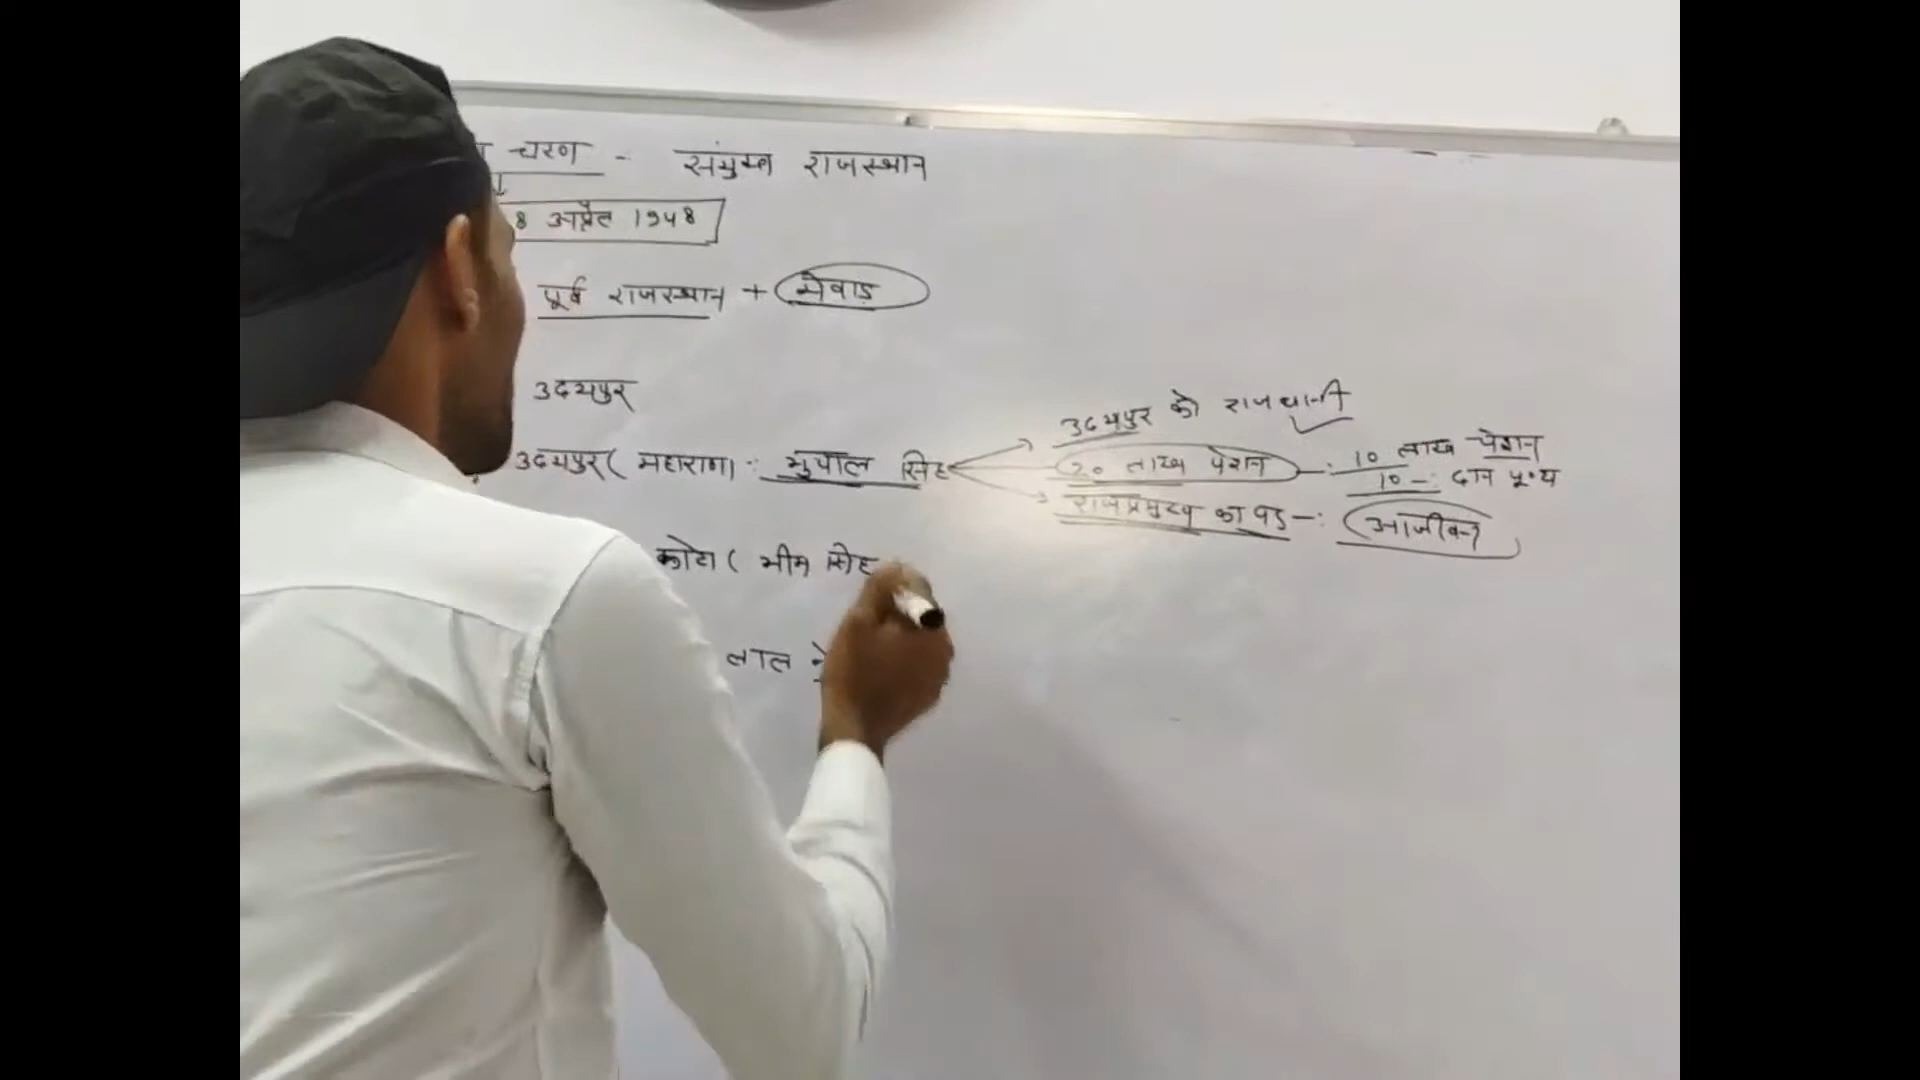 चरण - संयुक्त राजस्थान
8 अप्रैल 1948
पूर्व राजस्थान + मेवाड़
उदयपुर
उदयपुर ( महाराणा : भुपाल सिंह
उदयपुर को राजधानी
20 लाख पेंशन -: 10 लाख पेंशन
10 -: दान पून्य
राजप्रमुख का पद -: आजीवन
कोटा ( भीम सिंह
लाल